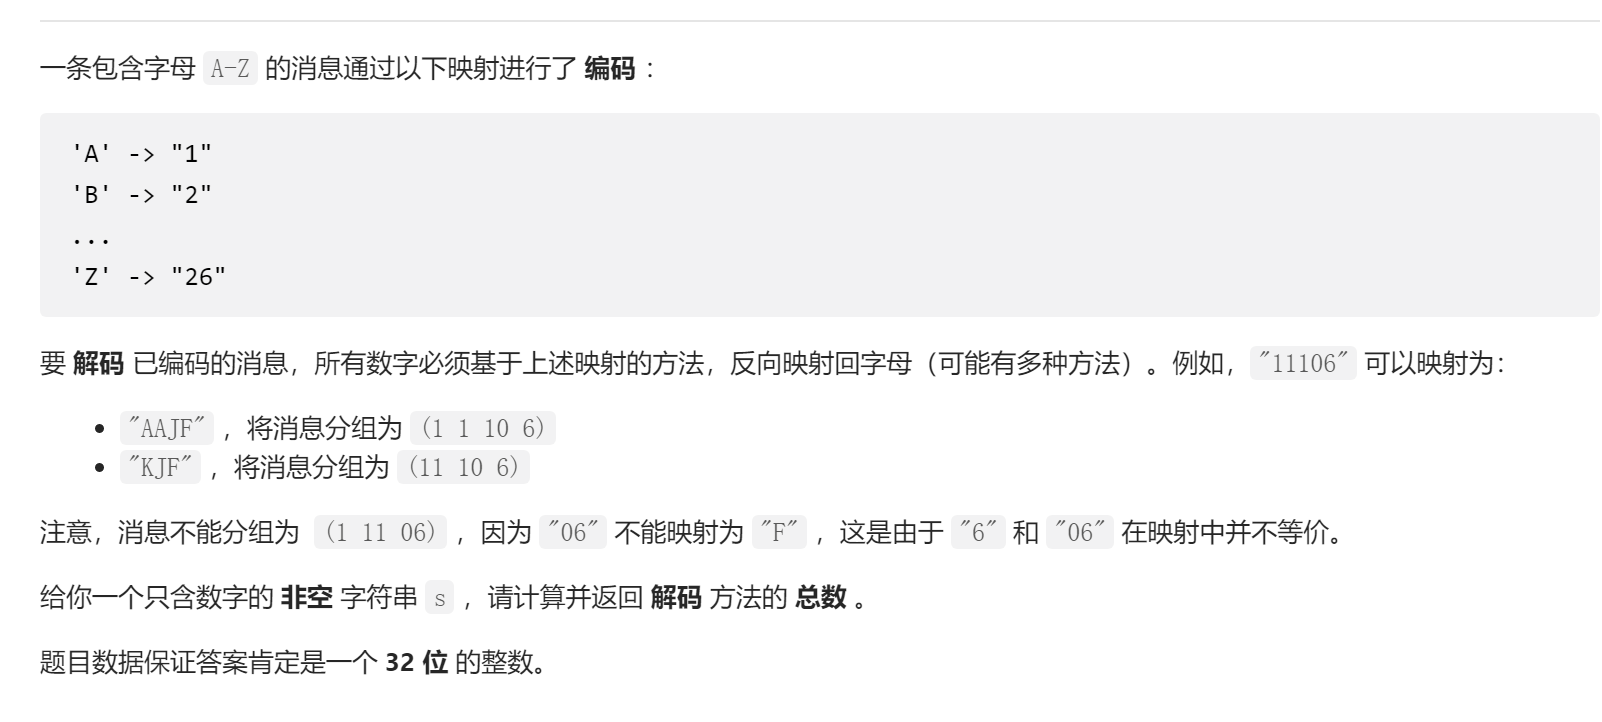 一条包含字母 A-Z 的消息通过以下映射进行了 编码 ：
'A' -> "1"
'B' -> "2"
...
'Z' -> "26"
要 解码 已编码的消息，所有数字必须基于上述映射的方法，反向映射回字母（可能有多种方法）。例如，"11106" 可以映射为：
• "AAJF" ，将消息分组为 (1 1 10 6)
• "KJF" ，将消息分组为 (11 10 6)
注意，消息不能分组为 (1 11 06) ，因为 "06" 不能映射为 "F" ，这是由于 "6" 和 "06" 在映射中并不等价。
给你一个只含数字的 非空 字符串 s ，请计算并返回 解码 方法的 总数 。
题目数据保证答案肯定是一个 32 位 的整数。